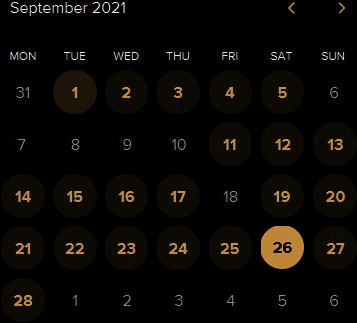 September 2021 < >
MON TUE WED THU FRI SAT SUN
31 1 2 3 4 5 6
7 8 9 10 11 12 13
14 15 16 17 18 19 20
21 22 23 24 25 26 27
28 1 2 3 4 5 6